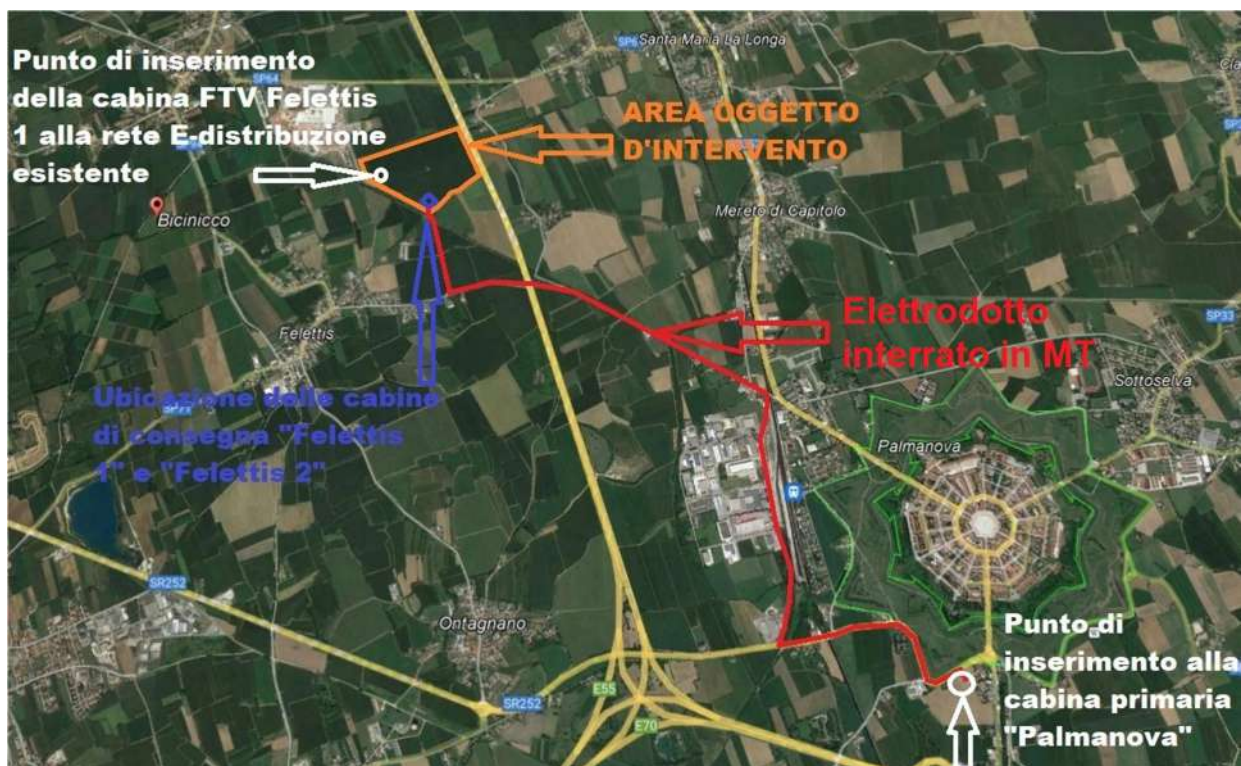 Punto di inserimento
della cabina FTV Felettis
1 alla rete E-distribuzione
esistente
SP64
SP6
Santa Maria La Longa
AREA OGGETTO
D'INTERVENTO
Bicinicco
Mereto di Capitolo
Felettis
Elettrodotto
interrato in MT
SP33
Sottoselva
Ubicazione delle cabine
di consegna "Felettis
1" e "Felettis 2"
Palmanova
SR252
Ontagnano
SR252
E55
E70
Punto di
inserimento alla
cabina primaria
"Palmanova"